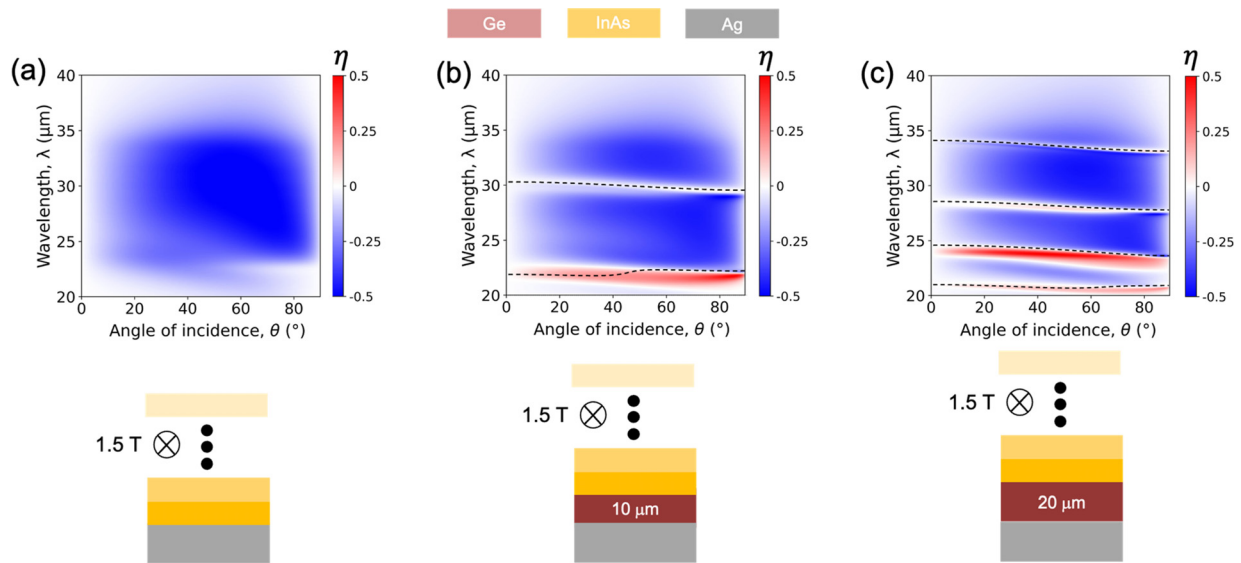 Ge InAs Ag
(a) η (b) η (c) η
40 0.5 40 0.5 40 0.5
35 35 35
0.25 0.25 0.25
30 0 30 0 30 0
25 -0.25 25 -0.25 25 -0.25
20 -0.5 20 -0.5 20 -0.5
Wavelength, λ (μm) Wavelength, λ (μm) Wavelength, λ (μm)
0 20 40 60 80 0 20 40 60 80 0 20 40 60 80
Angle of incidence, θ (°) Angle of incidence, θ (°) Angle of incidence, θ (°)
1.5 T 1.5 T 1.5 T
10 μm 20 μm